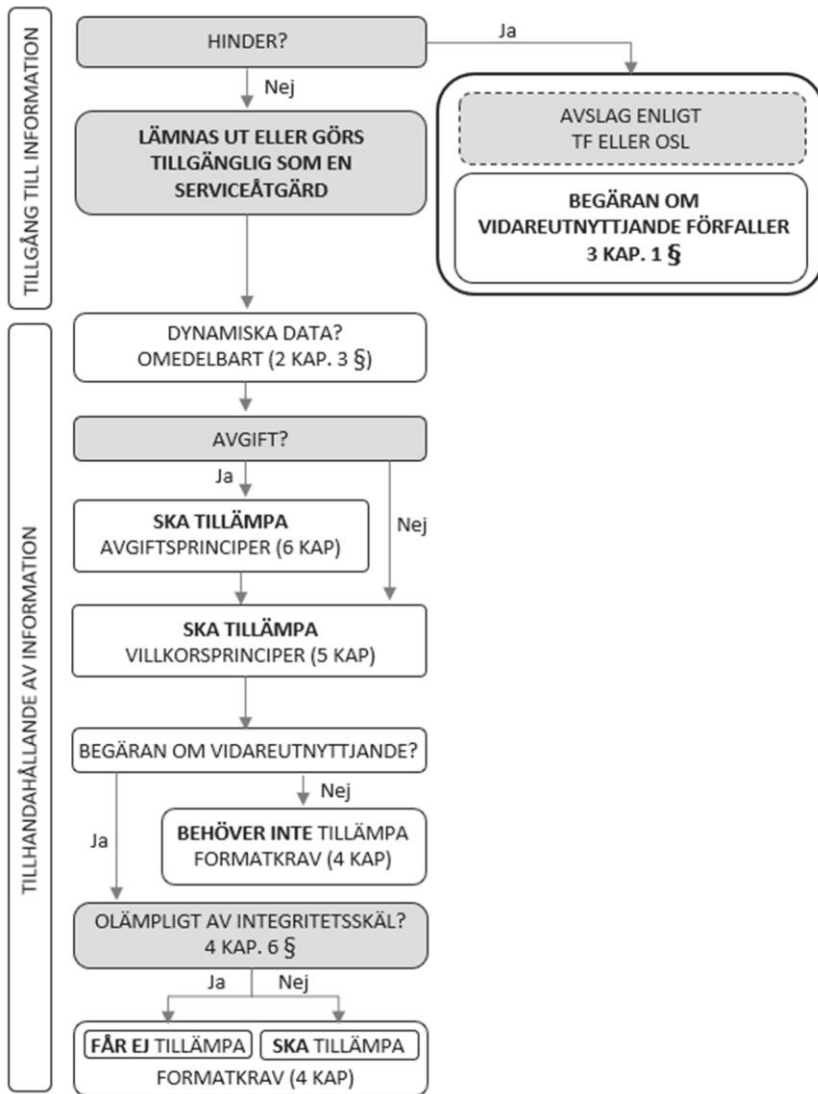 TILLGÅNG TILL INFORMATION
HINDER?
Ja
Nej
AVSLAG ENLIGT
TF ELLER OSL
BEGÄRAN OM
VIDAREUTNYTTJANDE FÖRFALLER
3 KAP. 1 §
LÄMNAS UT ELLER GÖRS
TILLGÄNGLIG SOM EN
SERVICEÅTGÄRD
TILLHANDAHÅLLANDE AV INFORMATION
DYNAMISKA DATA?
OMEDELBART (2 KAP. 3 §)
AVGIFT?
Ja
Nej
SKA TILLÄMPA
AVGIFTSPRINCIPER (6 KAP)
SKA TILLÄMPA
VILLKORSPRINCIPER (5 KAP)
BEGÄRAN OM VIDAREUTNYTTJANDE?
Nej
Ja
BEHÖVER INTE TILLÄMPA
FORMATKRAV (4 KAP)
OLÄMPLIGT AV INTEGRITETSSKÄL?
4 KAP. 6 §
Ja
Nej
FÅR EJ TILLÄMPA
SKA TILLÄMPA
FORMATKRAV (4 KAP)